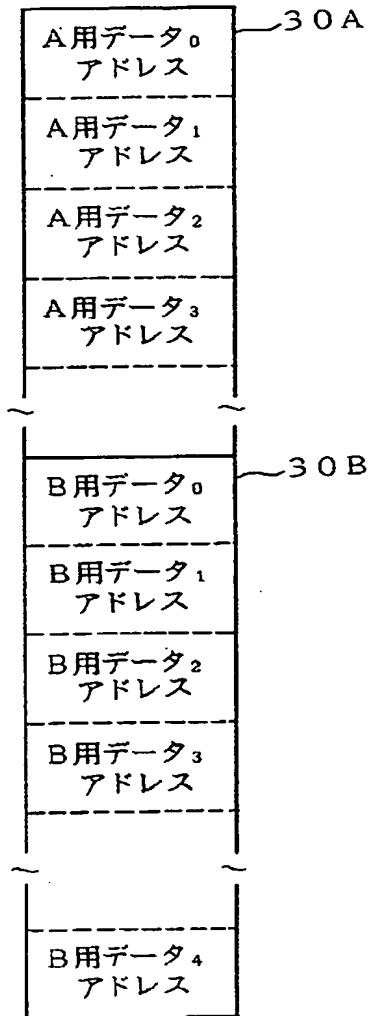 A用データ₀
アドレス
30A
A用データ₁
アドレス
A用データ₂
アドレス
A用データ₃
アドレス
B用データ₀
アドレス
30B
B用データ₁
アドレス
B用データ₂
アドレス
B用データ₃
アドレス
B用データ₄
アドレス